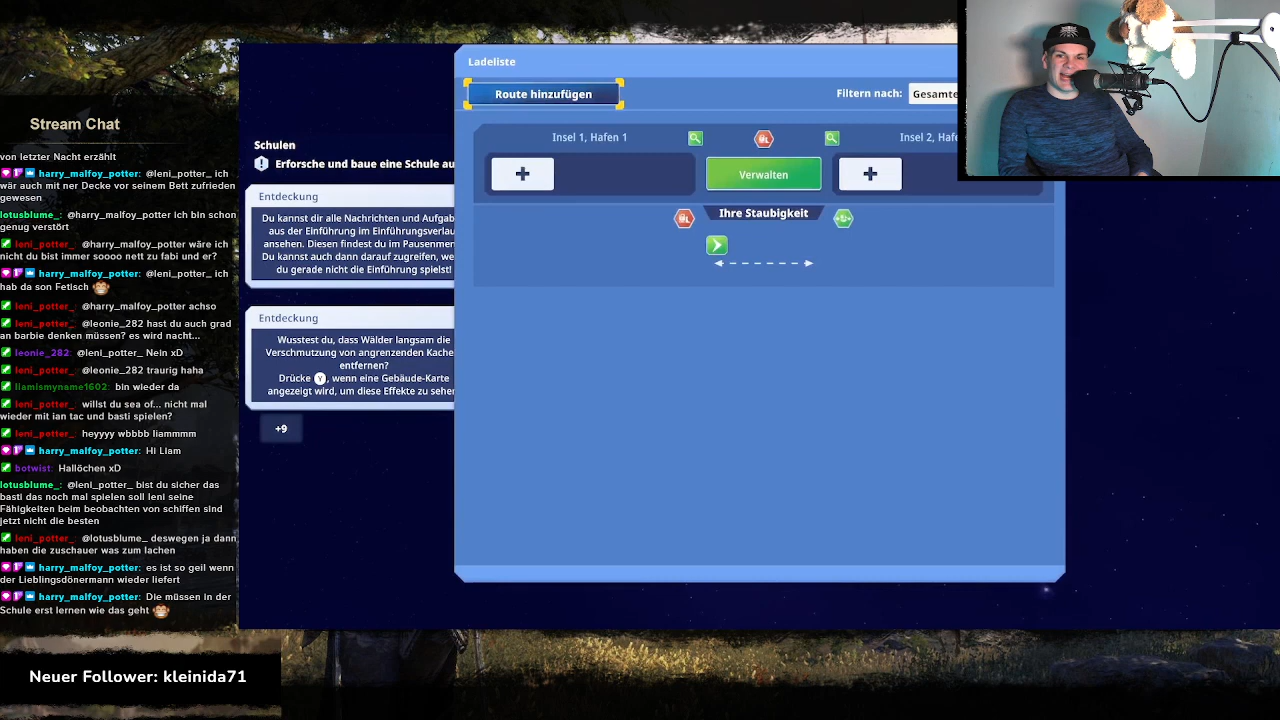 Stream Chat
von letzter Nacht erzählt
harry_malfoy_potter: @leni_potter_ ich
wär auch mit ner Decke vor seinem Bett zufrieden
gewesen
lotusblume_: @harry_malfoy_potter ich bin schon
genug verstört
leni_potter_: @harry_malfoy_potter wäre ich
nicht du bist immer soooo nett zu fabi und er?
harry_malfoy_potter: @leni_potter_ ich
hab da son Fetisch
leni_potter_: @harry_malfoy_potter achso
leni_potter_: @leonie_282 hast du auch grad
an barbie denken müssen? es wird nacht...
leonie_282: @leni_potter_ Nein xD
leni_potter_: @leonie_282 traurig haha
liamismyname1602: bin wieder da
leni_potter_: willst du sea of... nicht mal
wieder mit ian tac und basti spielen?
leni_potter_: heyyyy wbbbb liammmm
harry_malfoy_potter: Hi Liam
botwist: Hallöchen xD
lotusblume_: @leni_potter_ bist du sicher das
basti das noch mal spielen soll leni seine
Fähigkeiten beim beobachten von schiffen sind
jetzt nicht die besten
leni_potter_: @lotusblume_ deswegen ja dann
haben die zuschauer was zum lachen
harry_malfoy_potter: es ist so geil wenn
der Lieblingsdönermann wieder liefert
harry_malfoy_potter: Die müssen in der
Schule erst lernen wie das geht
Neuer Follower: kleinida71
Schulen
Erforsche und baue eine Schule au
Entdeckung
Du kannst dir alle Nachrichten und Aufgab
aus der Einführung im Einführungsverlau
ansehen. Diesen findest du im Pausenmen
Du kannst auch dann darauf zugreifen, we
du gerade nicht die Einführung spielst!
Entdeckung
Wusstest du, dass Wälder langsam die
Verschmutzung von angrenzenden Kache
entfernen?
Drücke Y, wenn eine Gebäude-Karte
angezeigt wird, um diese Effekte zu sehe
+9
Ladeliste
Route hinzufügen
Filtern nach: Gesamte
Insel 1, Hafen 1
Insel 2, Hafe
Verwalten
Ihre Staubigkeit